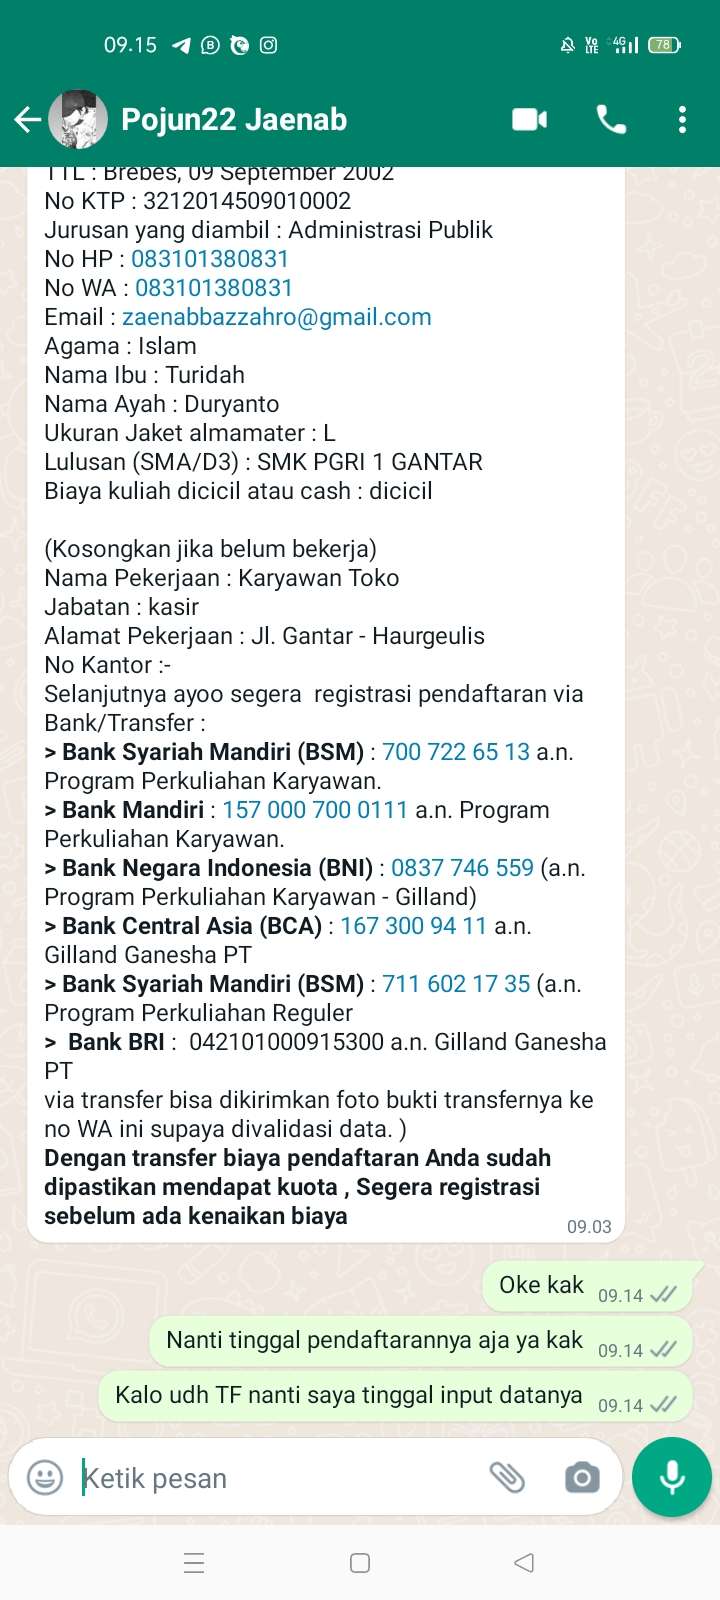 09.15
VoLTE 4G 78
Pojun22 Jaenab
TTL : Brebes, 09 September 2002
No KTP : 3212014509010002
Jurusan yang diambil : Administrasi Publik
No HP : 083101380831
No WA : 083101380831
Email : zaenabbazzahro@gmail.com
Agama : Islam
Nama Ibu : Turidah
Nama Ayah : Duryanto
Ukuran Jaket almamater : L
Lulusan (SMA/D3) : SMK PGRI 1 GANTAR
Biaya kuliah dicicil atau cash : dicicil
(Kosongkan jika belum bekerja)
Nama Pekerjaan : Karyawan Toko
Jabatan : kasir
Alamat Pekerjaan : Jl. Gantar - Haurgeulis
No Kantor :-
Selanjutnya ayoo segera  registrasi pendaftaran via
Bank/Transfer :
> Bank Syariah Mandiri (BSM) : 700 722 65 13 a.n.
Program Perkuliahan Karyawan.
> Bank Mandiri : 157 000 700 0111 a.n. Program
Perkuliahan Karyawan.
> Bank Negara Indonesia (BNI) : 0837 746 559 (a.n.
Program Perkuliahan Karyawan - Gilland)
> Bank Central Asia (BCA) : 167 300 94 11 a.n.
Gilland Ganesha PT
> Bank Syariah Mandiri (BSM) : 711 602 17 35 (a.n.
Program Perkuliahan Reguler
>  Bank BRI :  042101000915300 a.n. Gilland Ganesha
PT
via transfer bisa dikirimkan foto bukti transfernya ke
no WA ini supaya divalidasi data. )
Dengan transfer biaya pendaftaran Anda sudah
dipastikan mendapat kuota , Segera registrasi
sebelum ada kenaikan biaya
09.03
Oke kak 09.14
Nanti tinggal pendaftarannya aja ya kak 09.14
Kalo udh TF nanti saya tinggal input datanya 09.14
Ketik pesan